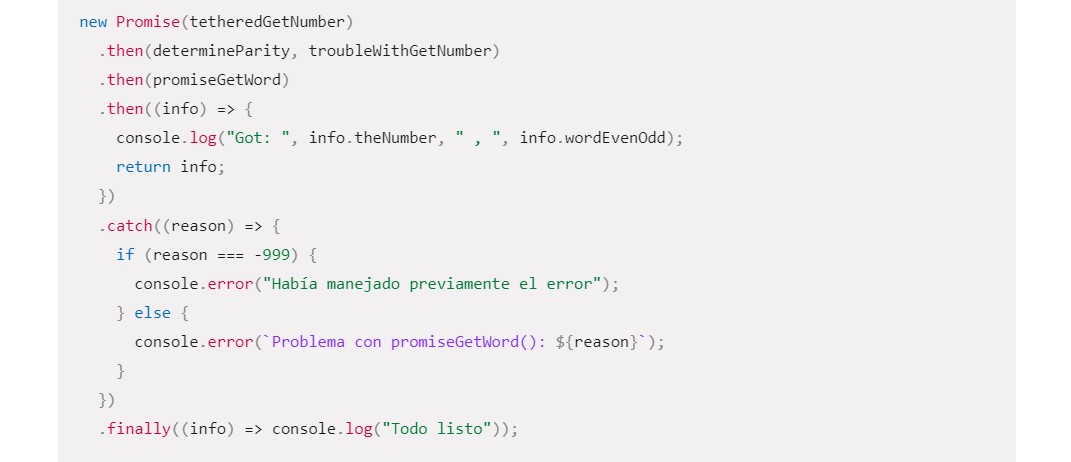 new Promise(tetheredGetNumber)
  .then(determineParity, troubleWithGetNumber)
  .then(promiseGetWord)
  .then((info) => {
    console.log("Got: ", info.theNumber, " , ", info.wordEvenOdd);
    return info;
  })
  .catch((reason) => {
    if (reason === -999) {
      console.error("Había manejado previamente el error");
    } else {
      console.error(`Problema con promiseGetWord(): ${reason}`);
    }
  })
  .finally((info) => console.log("Todo listo"));